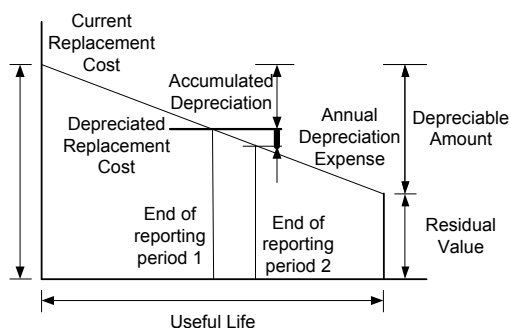 Current
Replacement
Cost
Accumulated
Depreciation
Depreciated
Replacement
Cost
Annual
Depreciation
Expense
Depreciable
Amount
End of
reporting
period 1
End of
reporting
period 2
Residual
Value
Useful Life